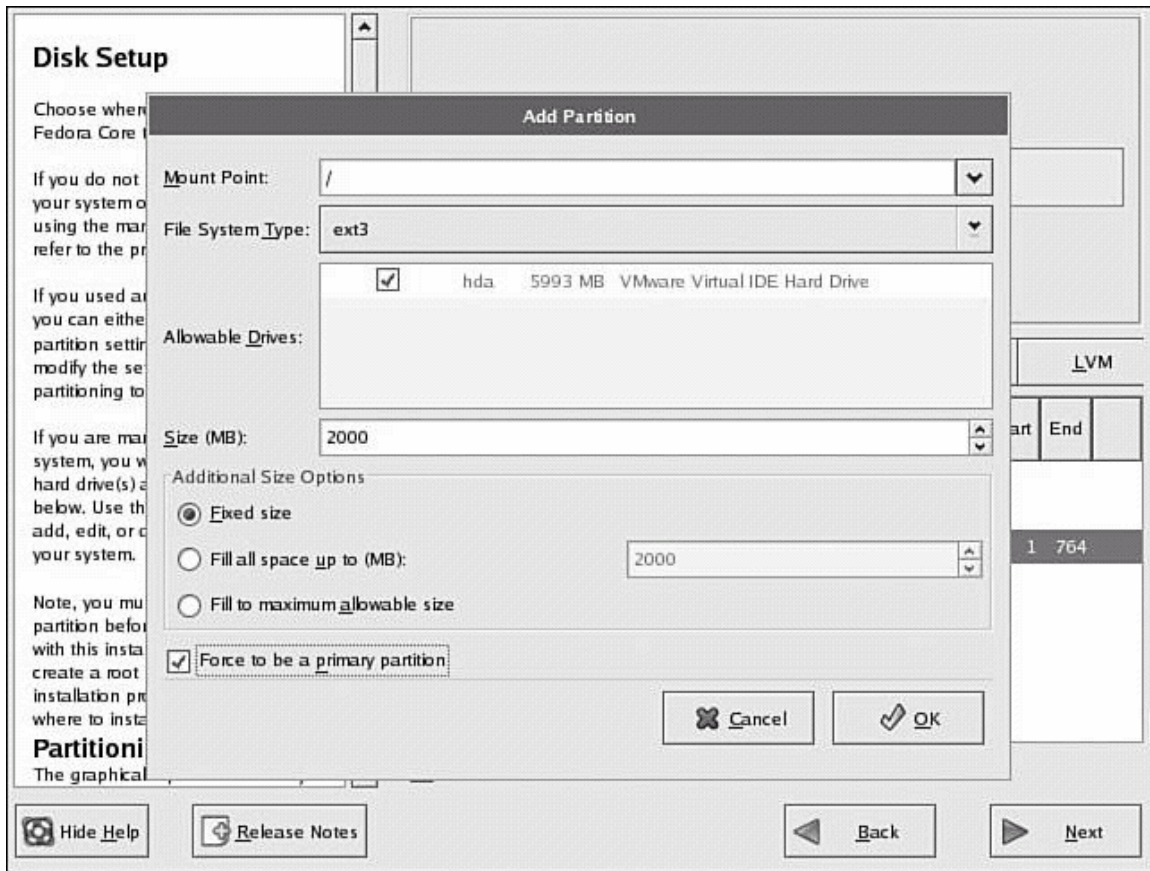 Disk Setup
Choose where
Fedora Core
If you do not
your system o
using the mar
refer to the pr
If you used a
you can eithe
partition settin
modify the se
partitioning to
If you are mar
system, you w
hard drive(s) a
below. Use th
add, edit, or
your system.
Note, you mu
partition befo
with this insta
create a root
installation pr
where to insta
Partitioni
The graphical
Add Partition
Mount Point:
/
File System Type:
ext3
Allowable Drives:
hda 5993 MB VMware Virtual IDE Hard Drive
Size (MB):
2000
Additional Size Options
Fixed size
Fill all space up to (MB):
2000
Fill to maximum allowable size
Force to be a primary partition
Cancel
OK
LVM
art End
1 764
Hide Help
Release Notes
Back
Next